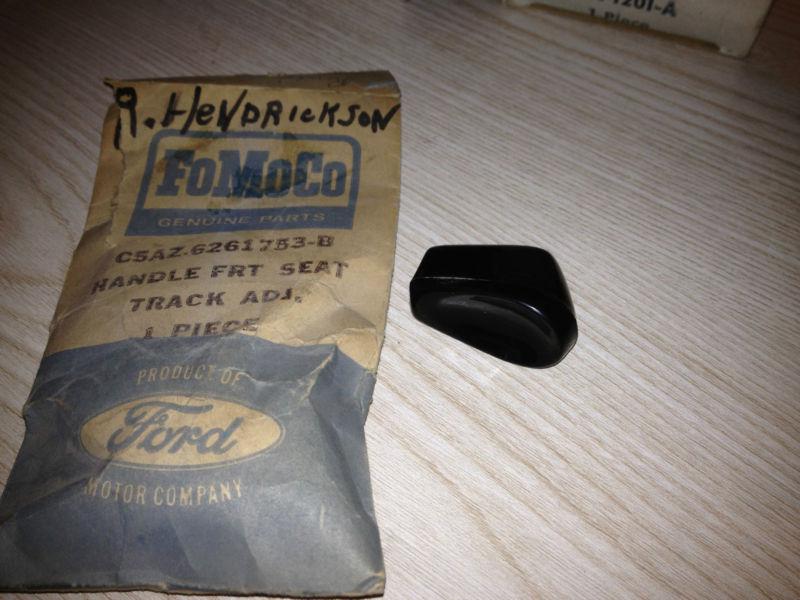 R. HENDRICKSON
FoMoCo
GENUINE PARTS
C5AZ-6261753-B
HANDLE FRT SEAT
TRACK ADJ.
1 PIECE
PRODUCT OF
Ford
MOTOR COMPANY
1201-A
1 Piece